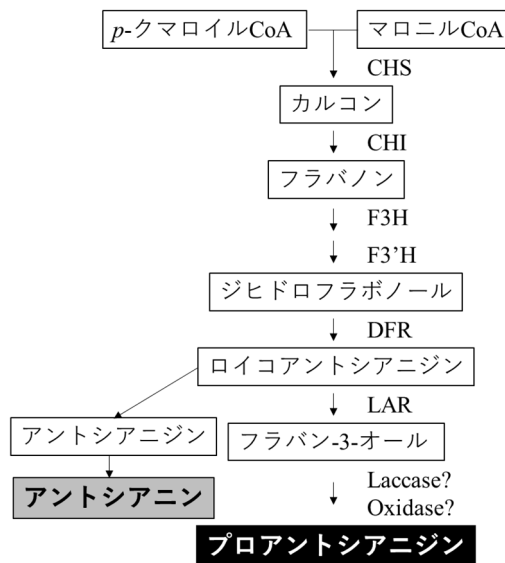 p-クマロイルCoA
マロニルCoA
CHS
カルコン
CHI
フラバノン
F3H
F3’H
ジヒドロフラボノール
DFR
ロイコアントシアニジン
LAR
アントシアニジン
フラバン-3-オール
アントシアニン
Laccase?
Oxidase?
プロアントシアニジン